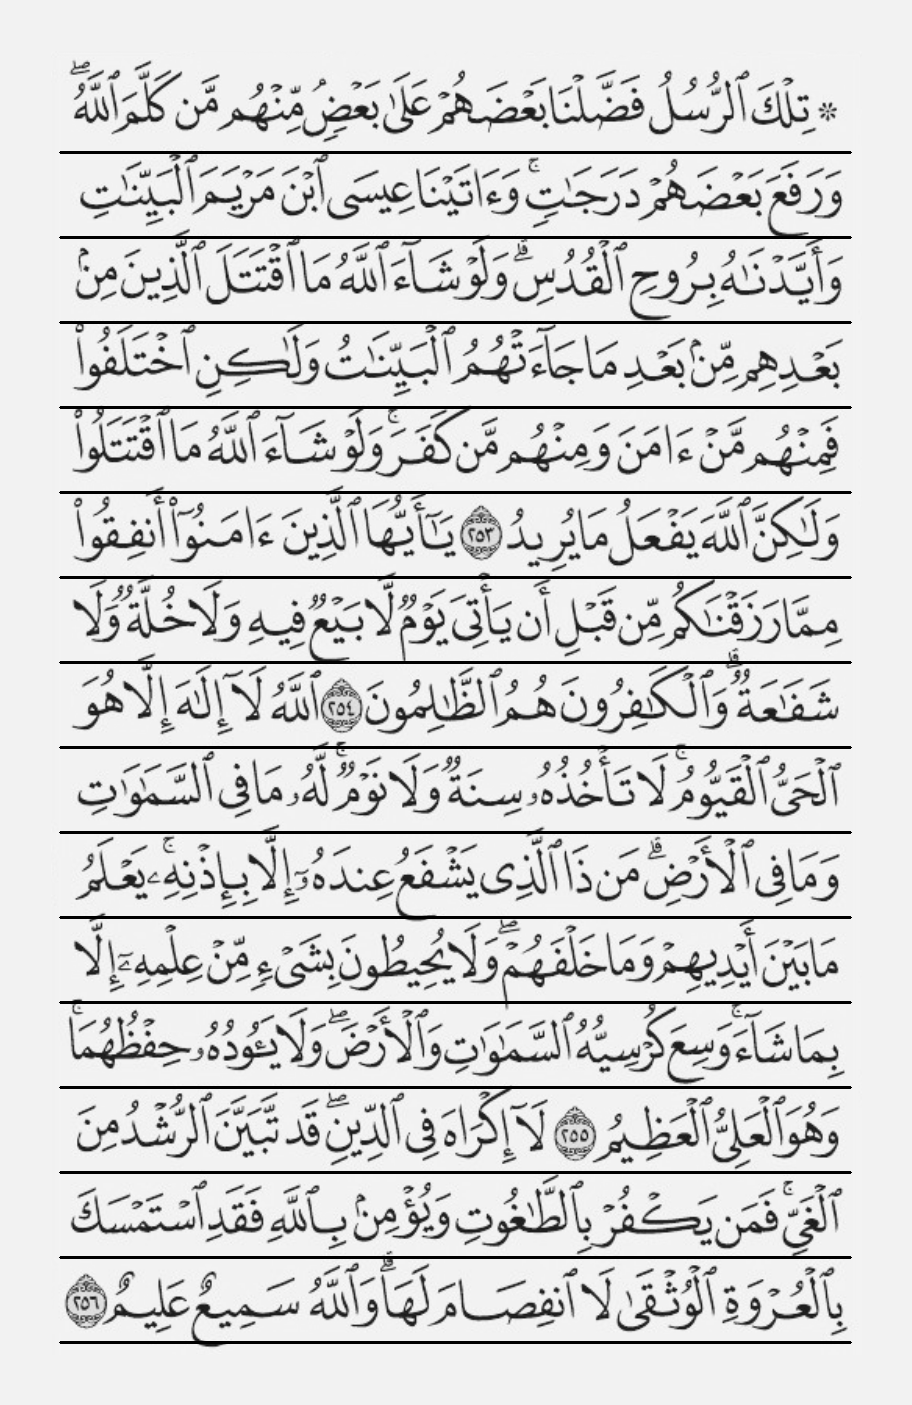 * تِلْكَ ٱلرُّسُلُ فَضَّلْنَا بَعْضَهُمْ عَلَىٰ بَعْضٍ مِّنْهُم مَّن كَلَّمَ ٱللَّهُۖ
وَرَفَعَ بَعْضَهُمْ دَرَجَٰتٍۚ وَءَاتَيْنَا عِيسَى ٱبْنَ مَرْيَمَ ٱلْبَيِّنَٰتِ
وَأَيَّدْنَٰهُ بِرُوحِ ٱلْقُدُسِۗ وَلَوْ شَآءَ ٱللَّهُ مَا ٱقْتَتَلَ ٱلَّذِينَ مِنۢ
بَعْدِهِم مِّنۢ بَعْدِ مَا جَآءَتْهُمُ ٱلْبَيِّنَٰتُ وَلَٰكِنِ ٱخْتَلَفُوا۟
فَمِنْهُم مَّنْ ءَامَنَ وَمِنْهُم مَّن كَفَرَۚ وَلَوْ شَآءَ ٱللَّهُ مَا ٱقْتَتَلُوا۟
وَلَٰكِنَّ ٱللَّهَ يَفْعَلُ مَا يُرِيدُ ٢٥٣ يَٰٓأَيُّهَا ٱلَّذِينَ ءَامَنُوٓا۟ أَنفِقُوا۟
مِمَّا رَزَقْنَٰكُم مِّن قَبْلِ أَن يَأْتِىَ يَوْمٌ لَّا بَيْعٌ فِيهِ وَلَا خُلَّةٌ وَلَا
شَفَٰعَةٌۗ وَٱلْكَٰفِرُونَ هُمُ ٱلظَّٰلِمُونَ ٢٥٤ ٱللَّهُ لَآ إِلَٰهَ إِلَّا هُوَ
ٱلْحَىُّ ٱلْقَيُّومُۚ لَا تَأْخُذُهُۥ سِنَةٌ وَلَا نَوْمٌۚ لَّهُۥ مَا فِى ٱلسَّمَٰوَٰتِ
وَمَا فِى ٱلْأَرْضِۗ مَن ذَا ٱلَّذِى يَشْفَعُ عِندَهُۥٓ إِلَّا بِإِذْنِهِۦۚ يَعْلَمُ
مَا بَيْنَ أَيْدِيهِمْ وَمَا خَلْفَهُمْۖ وَلَا يُحِيطُونَ بِشَىْءٍ مِّنْ عِلْمِهِۦٓ إِلَّا
بِمَا شَآءَۚ وَسِعَ كُرْسِيُّهُ ٱلسَّمَٰوَٰتِ وَٱلْأَرْضَۖ وَلَا يَـُٔودُهُۥ حِفْظُهُمَاۚ
وَهُوَ ٱلْعَلِىُّ ٱلْعَظِيمُ ٢٥٥ لَآ إِكْرَاهَ فِى ٱلدِّينِۖ قَد تَّبَيَّنَ ٱلرُّشْدُ مِنَ
ٱلْغَىِّۚ فَمَن يَكْفُرْ بِٱلطَّٰغُوتِ وَيُؤْمِنۢ بِٱللَّهِ فَقَدِ ٱسْتَمْسَكَ
بِٱلْعُرْوَةِ ٱلْوُثْقَىٰ لَا ٱنفِصَامَ لَهَاۗ وَٱللَّهُ سَمِيعٌ عَلِيمٌ ٢٥٦